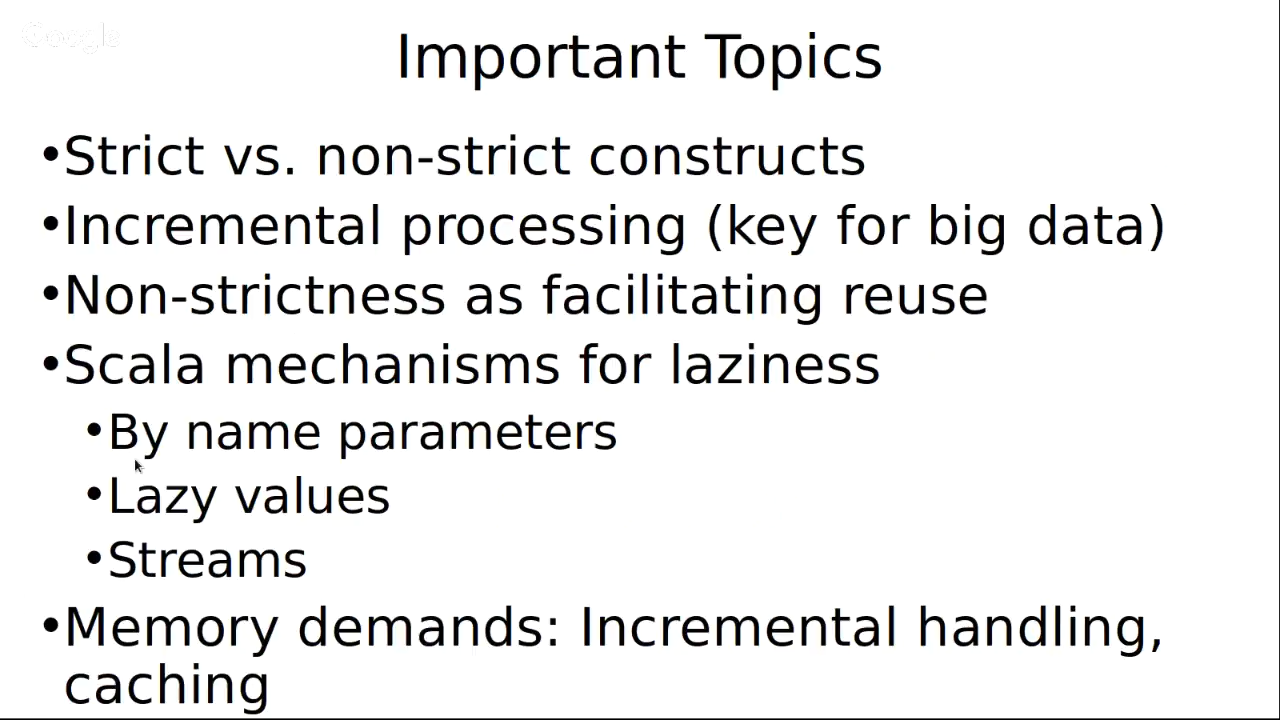 Google
Important Topics
•Strict vs. non-strict constructs
•Incremental processing (key for big data)
•Non-strictness as facilitating reuse
•Scala mechanisms for laziness
•By name parameters
•Lazy values
•Streams
•Memory demands: Incremental handling,
caching